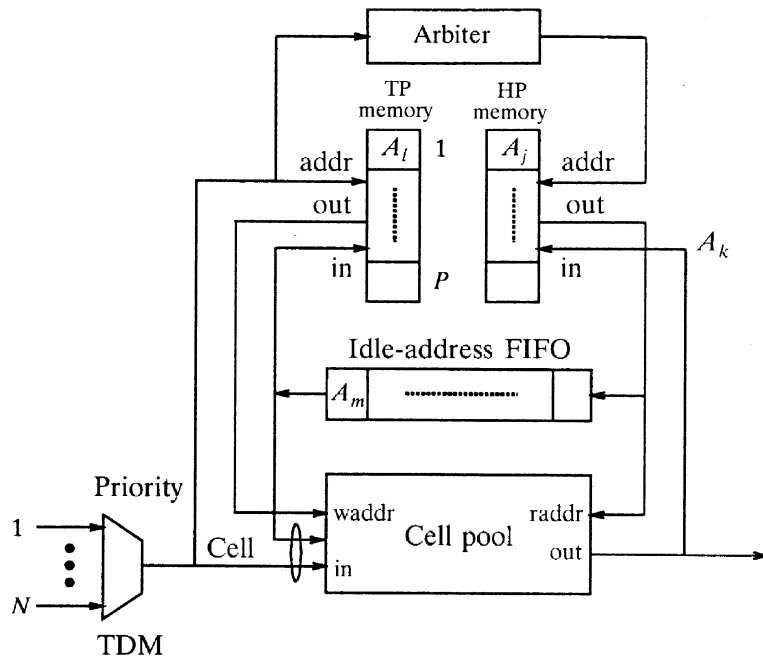 Arbiter
TP
memory
HP
memory
A_l
1
A_j
addr
addr
out
out
in
in
A_k
P
Idle-address FIFO
A_m
Priority
waddr
raddr
Cell pool
1
Cell
in
out
N
TDM